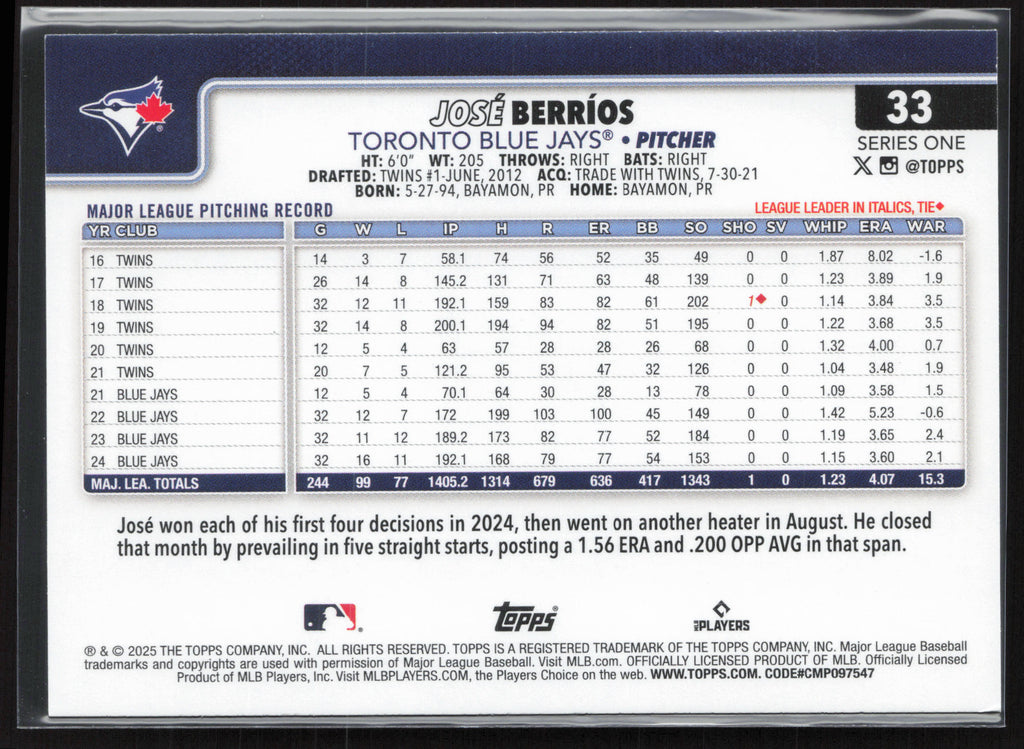 JOSÉ BERRÍOS
33
TORONTO BLUE JAYS® • PITCHER
SERIES ONE
HT: 6'0" WT: 205 THROWS: RIGHT BATS: RIGHT
@TOPPS
DRAFTED: TWINS #1-JUNE, 2012 ACQ: TRADE WITH TWINS, 7-30-21
BORN: 5-27-94, BAYAMON, PR HOME: BAYAMON, PR
MAJOR LEAGUE PITCHING RECORD
LEAGUE LEADER IN ITALICS, TIE♦
YR CLUB G W L IP H R ER BB SO SHO SV WHIP ERA WAR
16 TWINS 14 3 7 58.1 74 56 52 35 49 0 0 1.87 8.02 -1.6
17 TWINS 26 14 8 145.2 131 71 63 48 139 0 0 1.23 3.89 1.9
18 TWINS 32 12 11 192.1 159 83 82 61 202 1♦ 0 1.14 3.84 3.5
19 TWINS 32 14 8 200.1 194 94 82 51 195 0 0 1.22 3.68 3.5
20 TWINS 12 5 4 63 57 28 28 26 68 0 0 1.32 4.00 0.7
21 TWINS 20 7 5 121.2 95 53 47 32 126 0 0 1.04 3.48 1.9
21 BLUE JAYS 12 5 4 70.1 64 30 28 13 78 0 0 1.09 3.58 1.5
22 BLUE JAYS 32 12 7 172 199 103 100 45 149 0 0 1.42 5.23 -0.6
23 BLUE JAYS 32 11 12 189.2 173 82 77 52 184 0 0 1.19 3.65 2.4
24 BLUE JAYS 32 16 11 192.1 168 79 77 54 153 0 0 1.15 3.60 2.1
MAJ. LEA. TOTALS 244 99 77 1405.2 1314 679 636 417 1343 1 0 1.23 4.07 15.3
José won each of his first four decisions in 2024, then went on another heater in August. He closed
that month by prevailing in five straight starts, posting a 1.56 ERA and .200 OPP AVG in that span.
Topps®
MLB PLAYERS
® & © 2025 THE TOPPS COMPANY, INC. ALL RIGHTS RESERVED. TOPPS IS A REGISTERED TRADEMARK OF THE TOPPS COMPANY, INC. Major League Baseball
trademarks and copyrights are used with permission of Major League Baseball. Visit MLB.com. OFFICIALLY LICENSED PRODUCT OF MLB. Officially Licensed
Product of MLB Players, Inc. Visit MLBPLAYERS.COM, the Players Choice on the web. WWW.TOPPS.COM. CODE#CMP097547